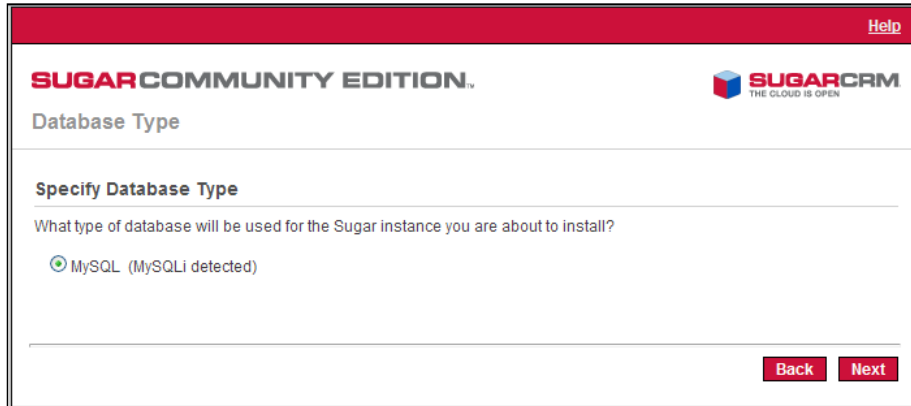 Help
SUGARCOMMUNITY EDITION™
SUGARCRM
THE CLOUD IS OPEN
Database Type
Specify Database Type
What type of database will be used for the Sugar instance you are about to install?
MySQL (MySQLi detected)
Back Next